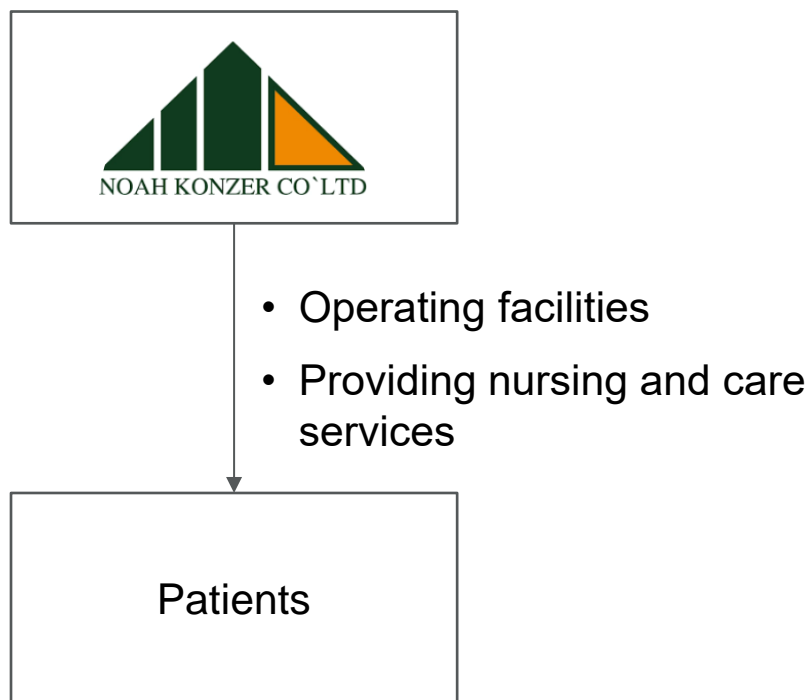 NOAH KONZER CO`LTD
• Operating facilities
• Providing nursing and care
services
Patients